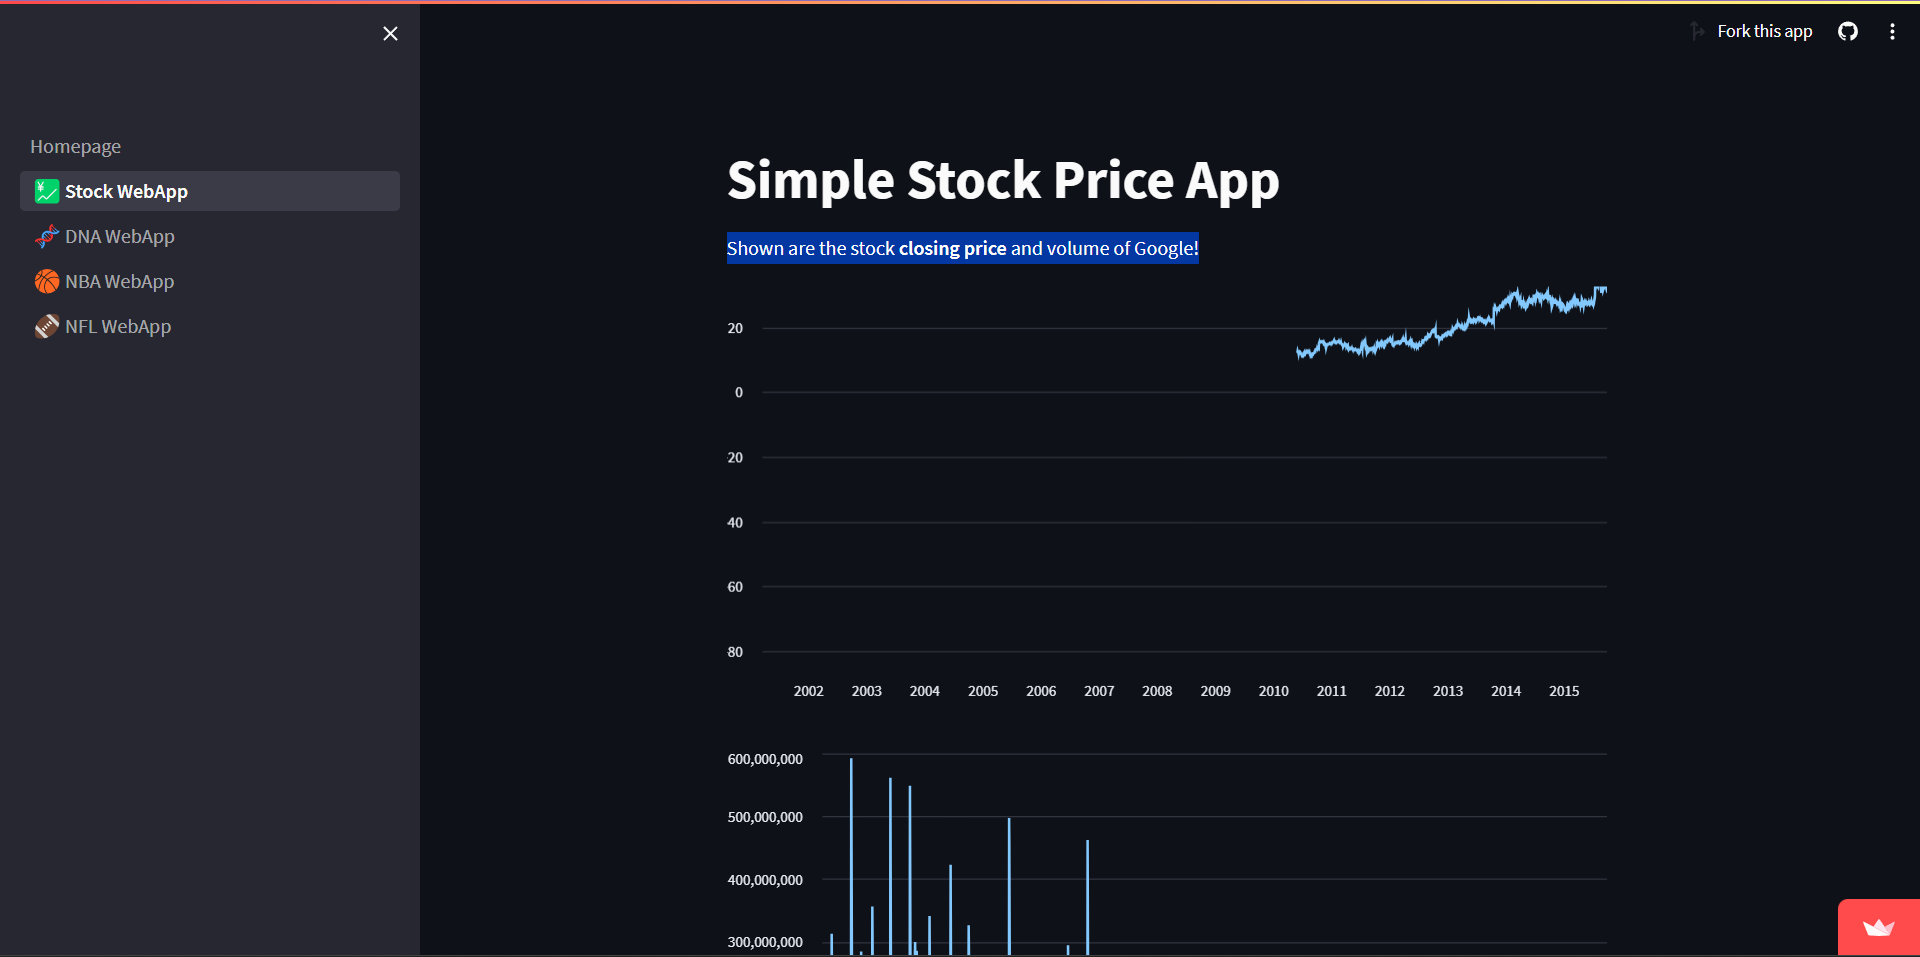 Fork this app
Homepage
Stock WebApp
DNA WebApp
NBA WebApp
NFL WebApp
Simple Stock Price App
Shown are the stock closing price and volume of Google!
20
0
20
40
60
80
2002 2003 2004 2005 2006 2007 2008 2009 2010 2011 2012 2013 2014 2015
600,000,000
500,000,000
400,000,000
300,000,000